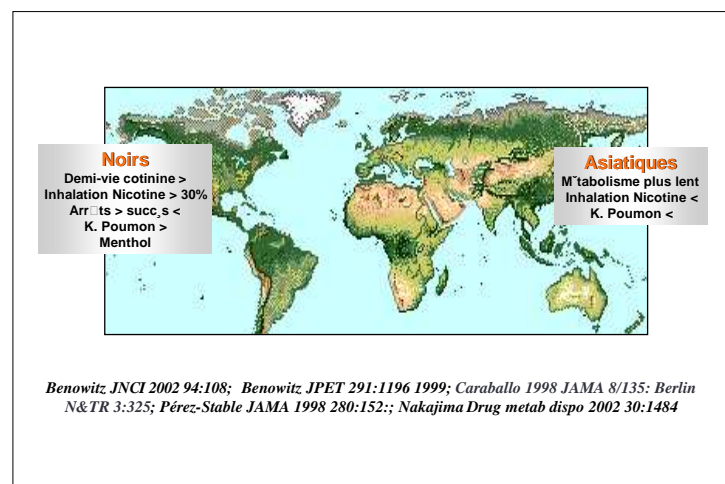 Noirs
Demi-vie cotinine >
Inhalation Nicotine > 30%
Arr□ts > succ¸s <
K. Poumon >
Menthol
Asiatiques
M˘tabolisme plus lent
Inhalation Nicotine <
K. Poumon <
Benowitz JNCI 2002 94:108; Benowitz JPET 291:1196 1999; Caraballo 1998 JAMA 8/135: Berlin
N&TR 3:325; Pérez-Stable JAMA 1998 280:152:; Nakajima Drug metab dispo 2002 30:1484